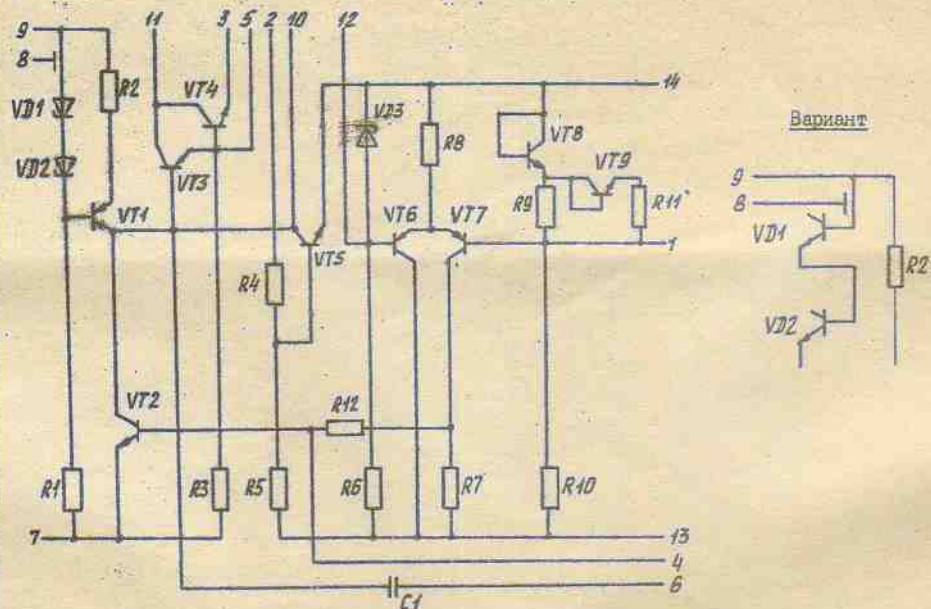 9 11 3 5 2 10 12
8 R2 VT4 VD3 14
VD1 R8 VT8 Вариант
VD2 VT3 VT9
VT1 VT6 VT7 R9 R11
VT5 1
R4
VT2 R12
R1 R3 R5 R6 R7 R10
7 13
4
6
C1
9
8
VD1
R2
VD2